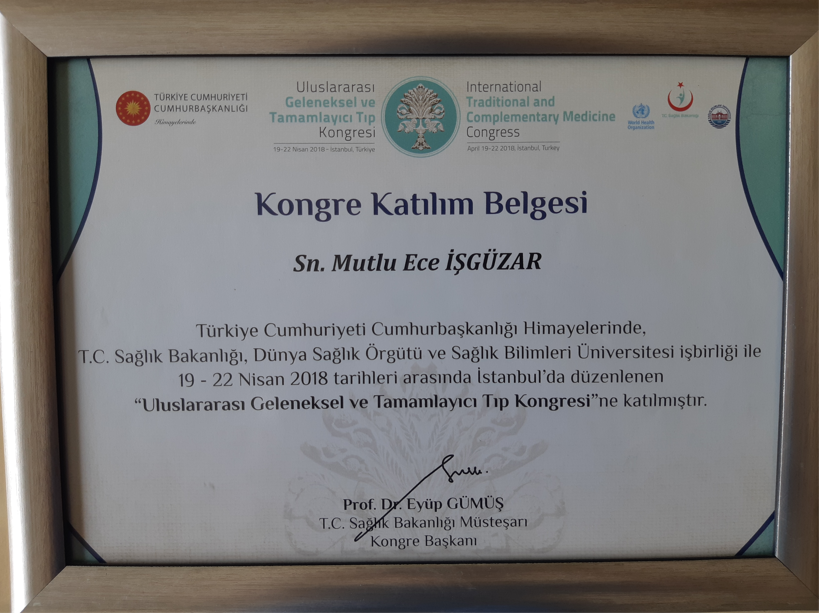 TÜRKİYE CUMHURİYETİ
CUMHURBAŞKANLIĞI
Himayelerinde
Uluslararası
Geleneksel ve
Tamamlayıcı Tıp
Kongresi
19-22 Nisan 2018 - İstanbul, Türkiye
International
Traditional and
Complementary Medicine
Congress
April 19-22 2018, İstanbul, Turkey
World Health
Organization
T.C. Sağlık Bakanlığı
Kongre Katılım Belgesi
Sn. Mutlu Ece İŞGÜZAR
Türkiye Cumhuriyeti Cumhurbaşkanlığı Himayelerinde,
T.C. Sağlık Bakanlığı, Dünya Sağlık Örgütü ve Sağlık Bilimleri Üniversitesi işbirliği ile
19 - 22 Nisan 2018 tarihleri arasında İstanbul'da düzenlenen
“Uluslararası Geleneksel ve Tamamlayıcı Tıp Kongresi”ne katılmıştır.
Prof. Dr. Eyüp GÜMÜŞ
T.C. Sağlık Bakanlığı Müsteşarı
Kongre Başkanı